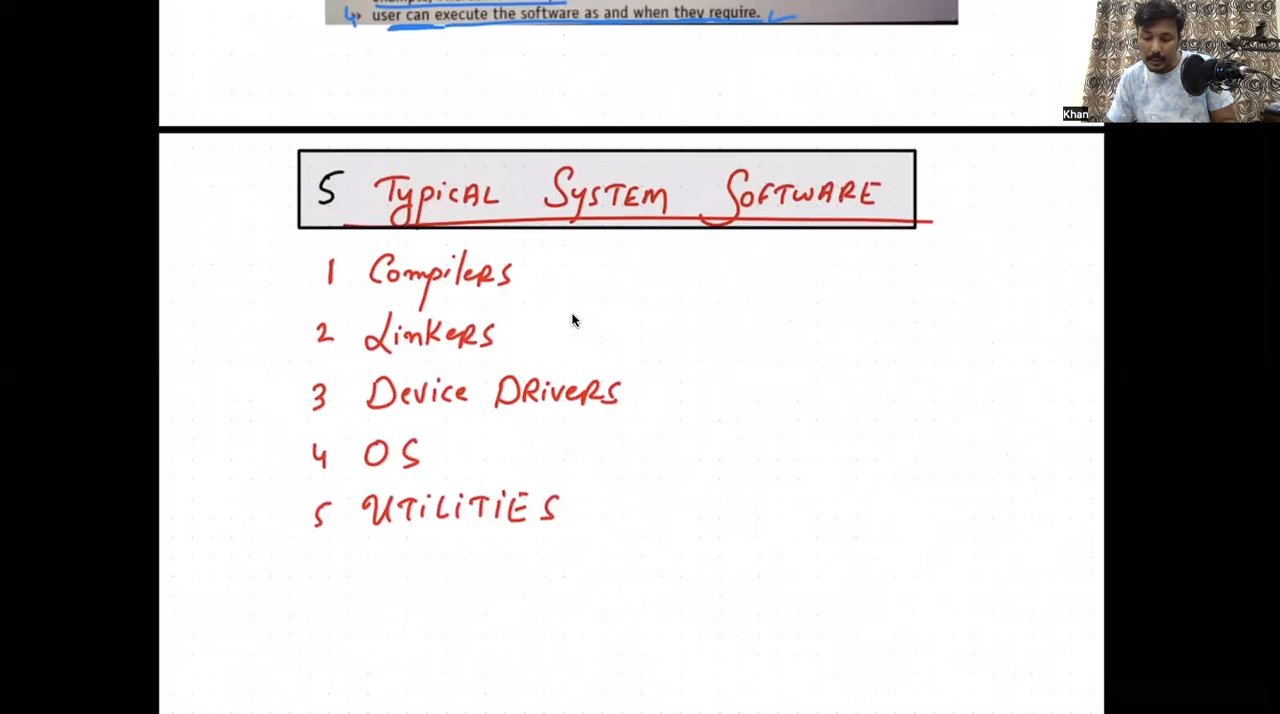 user can execute the software as and when they require.
Khan
5 Typical System Software
1 Compilers
2 Linkers
3 Device Drivers
4 OS
5 Utilities